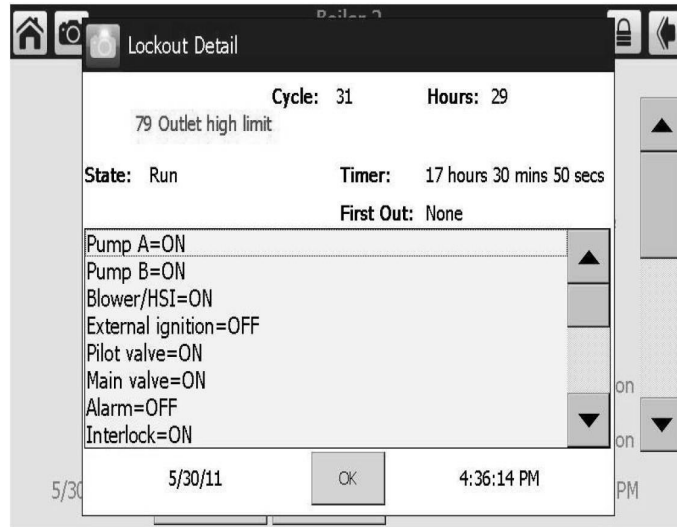 Boiler 2
Lockout Detail
Cycle: 31 Hours: 29
79 Outlet high limit
State: Run Timer: 17 hours 30 mins 50 secs
First Out: None
Pump A=ON
Pump B=ON
Blower/HSI=ON
External ignition=OFF
Pilot valve=ON
Main valve=ON
Alarm=OFF
Interlock=ON
on
on
5/30/11 OK 4:36:14 PM
5/30 PM